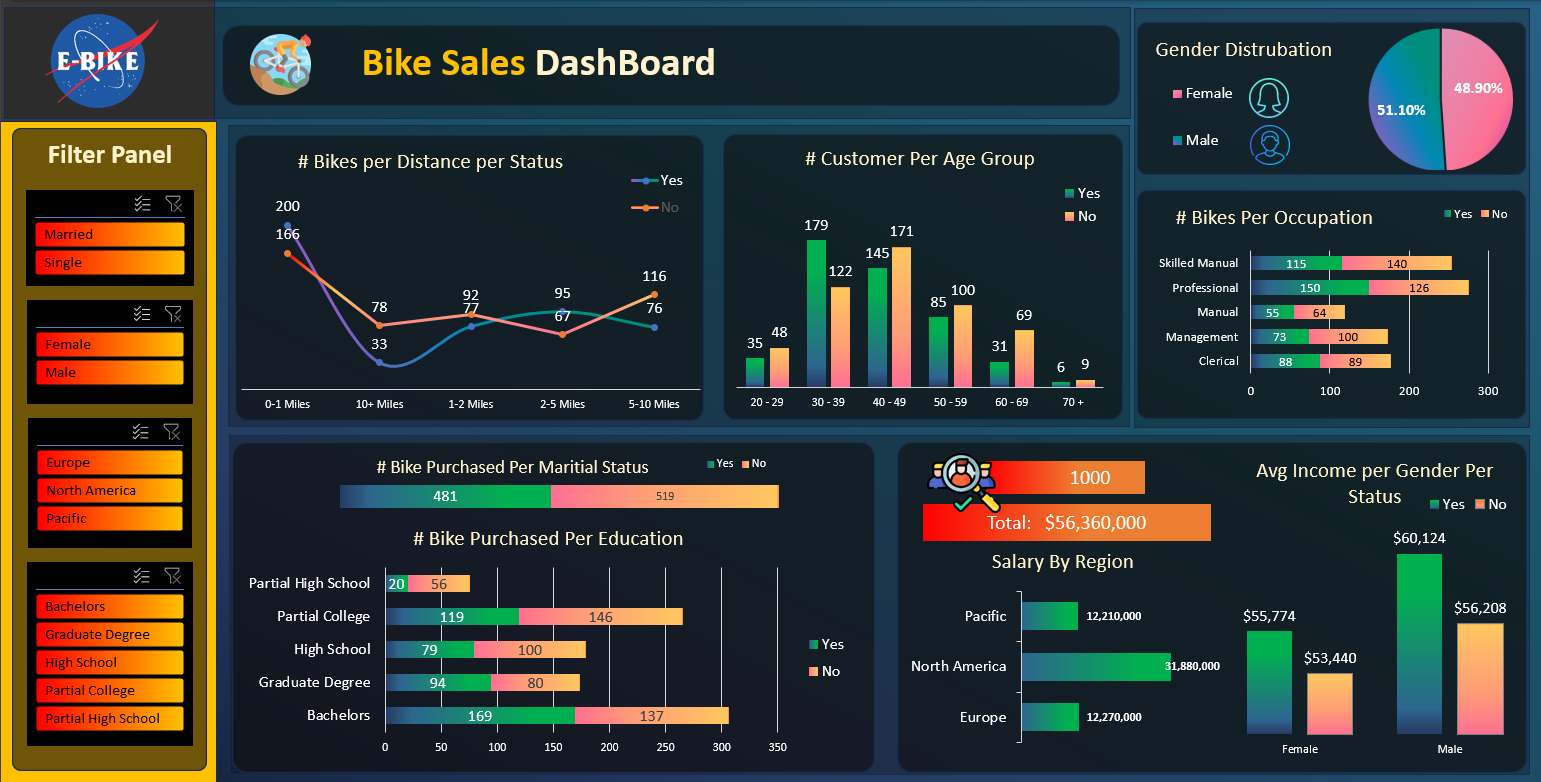 E-BIKE
Bike Sales DashBoard
Filter Panel
Married
Single
Female
Male
Europe
North America
Pacific
Bachelors
Graduate Degree
High School
Partial College
Partial High School
# Bikes per Distance per Status
Yes
No
200
166
78
33
92
77
95
67
116
76
0-1 Miles
10+ Miles
1-2 Miles
2-5 Miles
5-10 Miles
# Customer Per Age Group
Yes
No
35
48
179
122
145
171
85
100
31
69
6
9
20 - 29
30 - 39
40 - 49
50 - 59
60 - 69
70 +
Gender Distrubation
Female
Male
48.90%
51.10%
# Bikes Per Occupation
Yes
No
Skilled Manual
115
140
Professional
150
126
Manual
55
64
Management
73
100
Clerical
88
89
0
100
200
300
# Bike Purchased Per Maritial Status
Yes
No
481
519
# Bike Purchased Per Education
Partial High School
20
56
Partial College
119
146
High School
79
100
Graduate Degree
94
80
Bachelors
169
137
Yes
No
0
50
100
150
200
250
300
350
1000
Total: $56,360,000
Salary By Region
Pacific
12,210,000
North America
31,880,000
Europe
12,270,000
Avg Income per Gender Per
Status
Yes
No
$55,774
$53,440
$60,124
$56,208
Female
Male